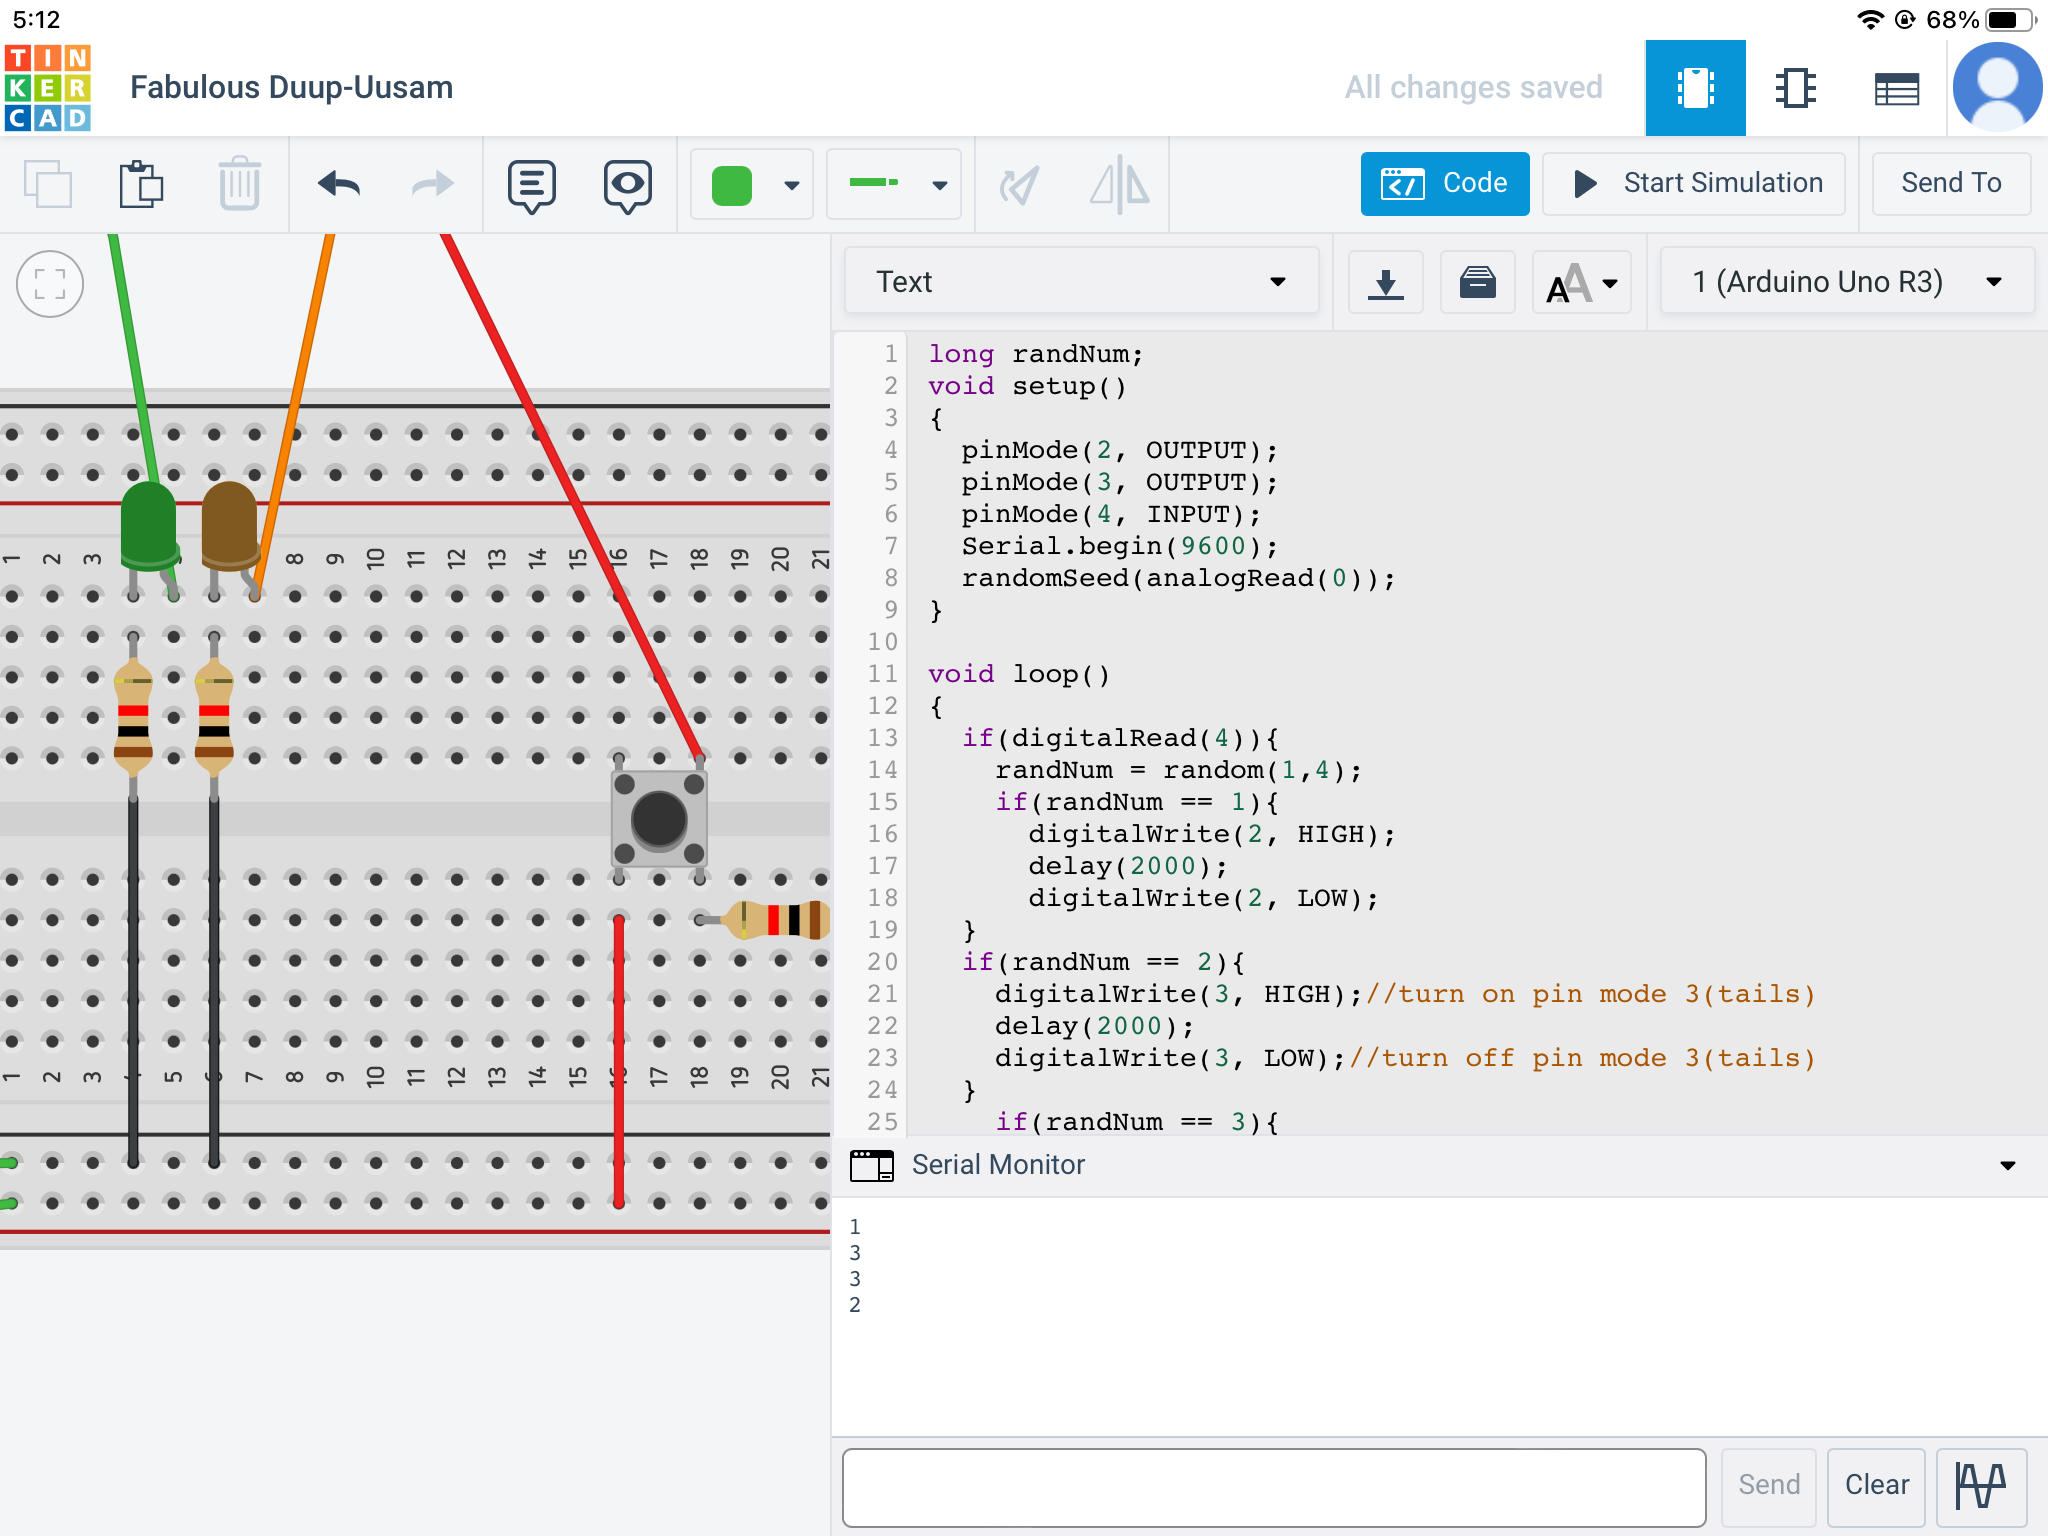 5:12
68%
TIN
KER
CAD
Fabulous Duup-Uusam
All changes saved
Code
Start Simulation
Send To
Text
AA
1 (Arduino Uno R3)
1 2 3 8 9 10 11 12 13 14 15 16 17 18 19 20 21
1 2 3 4 5 6 7 8 9 10 11 12 13 14 15 16 17 18 19 20 21
1 long randNum;
2 void setup()
3 {
4 pinMode(2, OUTPUT);
5 pinMode(3, OUTPUT);
6 pinMode(4, INPUT);
7 Serial.begin(9600);
8 randomSeed(analogRead(0));
9 }
10
11 void loop()
12 {
13 if(digitalRead(4)){
14 randNum = random(1,4);
15 if(randNum == 1){
16 digitalWrite(2, HIGH);
17 delay(2000);
18 digitalWrite(2, LOW);
19 }
20 if(randNum == 2){
21 digitalWrite(3, HIGH);//turn on pin mode 3(tails)
22 delay(2000);
23 digitalWrite(3, LOW);//turn off pin mode 3(tails)
24 }
25 if(randNum == 3){
Serial Monitor
1
3
3
2
Send
Clear